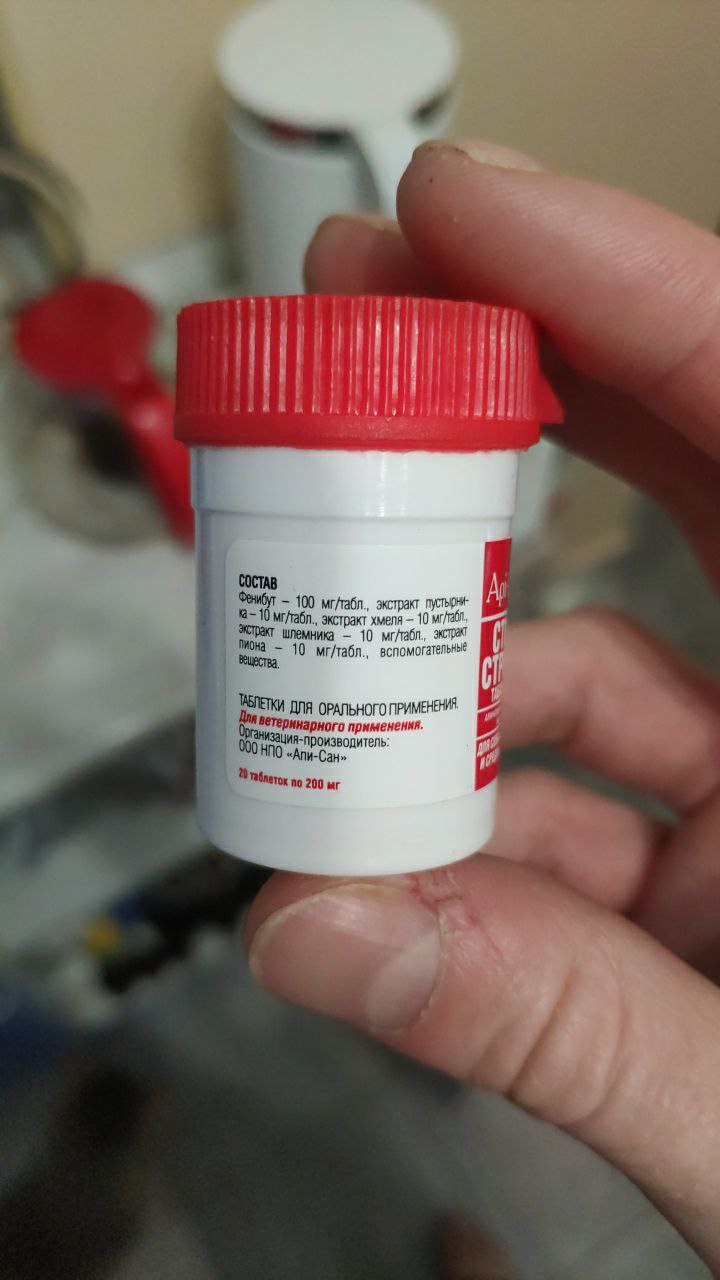 СОСТАВ
Фенибут – 100 мг/табл., экстракт пустырни-
ка – 10 мг/табл., экстракт хмеля – 10 мг/табл.,
экстракт шлемника – 10 мг/табл., экстракт
пиона – 10 мг/табл., вспомогательные
вещества.
ТАБЛЕТКИ ДЛЯ ОРАЛЬНОГО ПРИМЕНЕНИЯ.
Для ветеринарного применения.
Организация-производитель:
ООО НПО «Апи-Сан»
20 таблеток по 200 мг